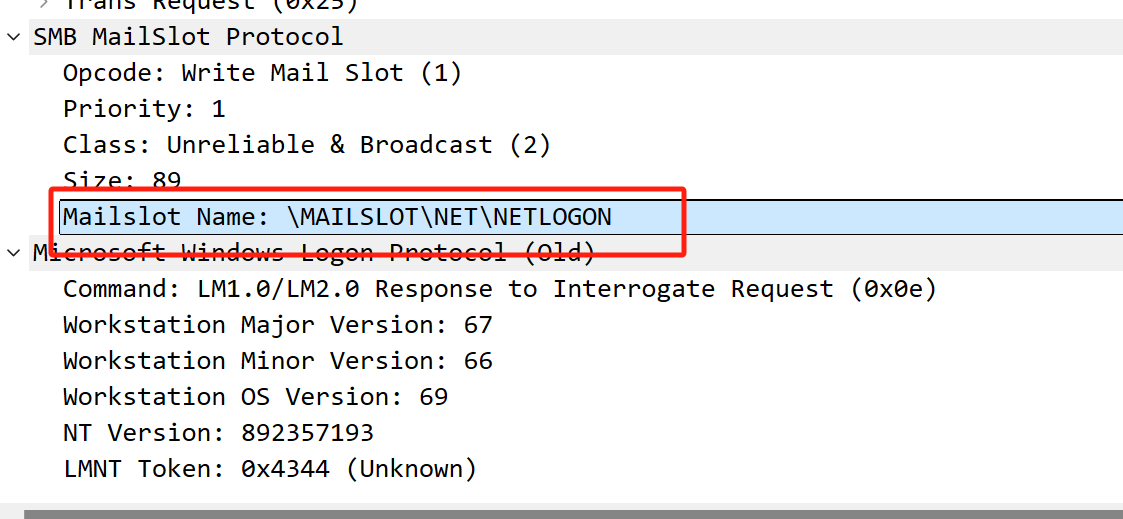 Trans Request (0x25)
SMB MailSlot Protocol
Opcode: Write Mail Slot (1)
Priority: 1
Class: Unreliable & Broadcast (2)
Size: 89
Mailslot Name: \MAILSLOT\NET\NETLOGON
Microsoft Windows Logon Protocol (Old)
Command: LM1.0/LM2.0 Response to Interrogate Request (0x0e)
Workstation Major Version: 67
Workstation Minor Version: 66
Workstation OS Version: 69
NT Version: 892357193
LMNT Token: 0x4344 (Unknown)